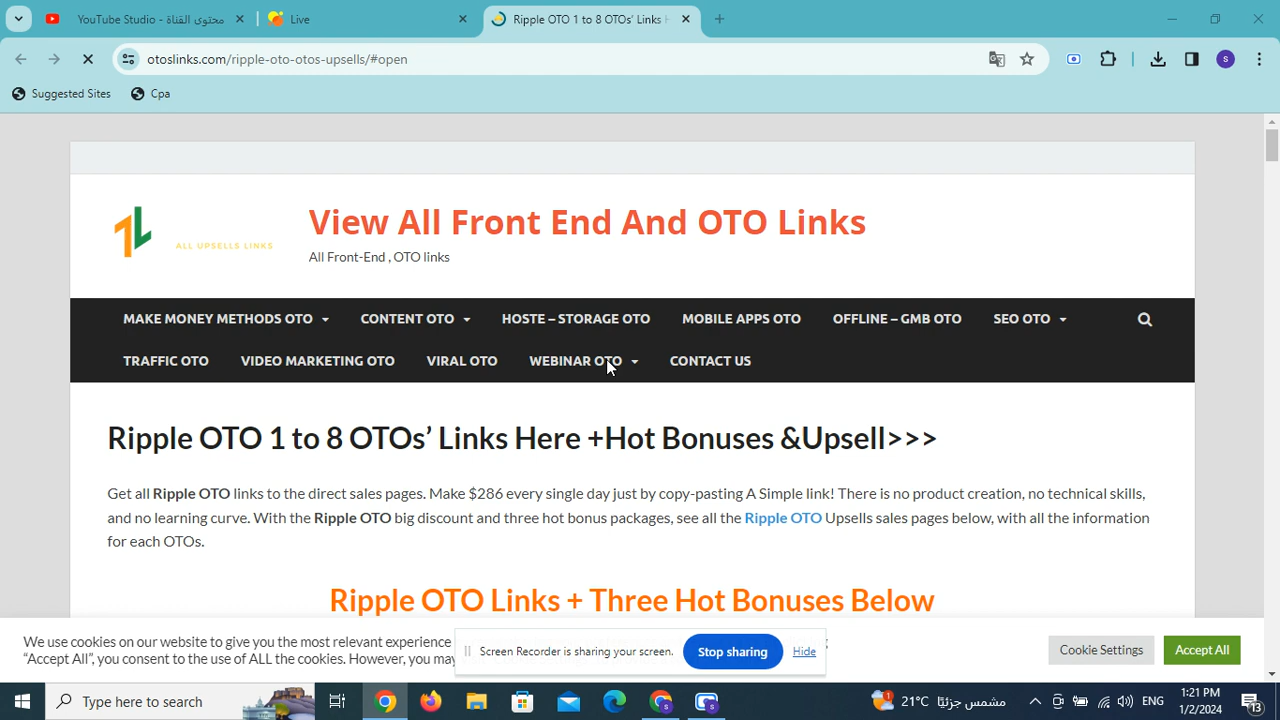 YouTube Studio - محتوى القناة
Live
Ripple OTO 1 to 8 OTOs' Links
otoslinks.com/ripple-oto-otos-upsells/#open
S
Suggested Sites
Cpa
ALL UPSELLS LINKS
View All Front End And OTO Links
All Front-End , OTO links
MAKE MONEY METHODS OTO CONTENT OTO HOSTE – STORAGE OTO MOBILE APPS OTO OFFLINE – GMB OTO SEO OTO
TRAFFIC OTO VIDEO MARKETING OTO VIRAL OTO WEBINAR OTO CONTACT US
Ripple OTO 1 to 8 OTOs’ Links Here +Hot Bonuses &Upsell>>>
Get all Ripple OTO links to the direct sales pages. Make $286 every single day just by copy-pasting A Simple link! There is no product creation, no technical skills,
and no learning curve. With the Ripple OTO big discount and three hot bonus packages, see all the Ripple OTO Upsells sales pages below, with all the information
for each OTOs.
Ripple OTO Links + Three Hot Bonuses Below
We use cookies on our website to give you the most relevant experience
“Accept All”, you consent to the use of ALL the cookies. However, you may
Screen Recorder is sharing your screen. Stop sharing Hide
Cookie Settings
Accept All
Type here to search
1
21°C مشمس جزئيًا
ENG
1:21 PM
1/2/2024
13